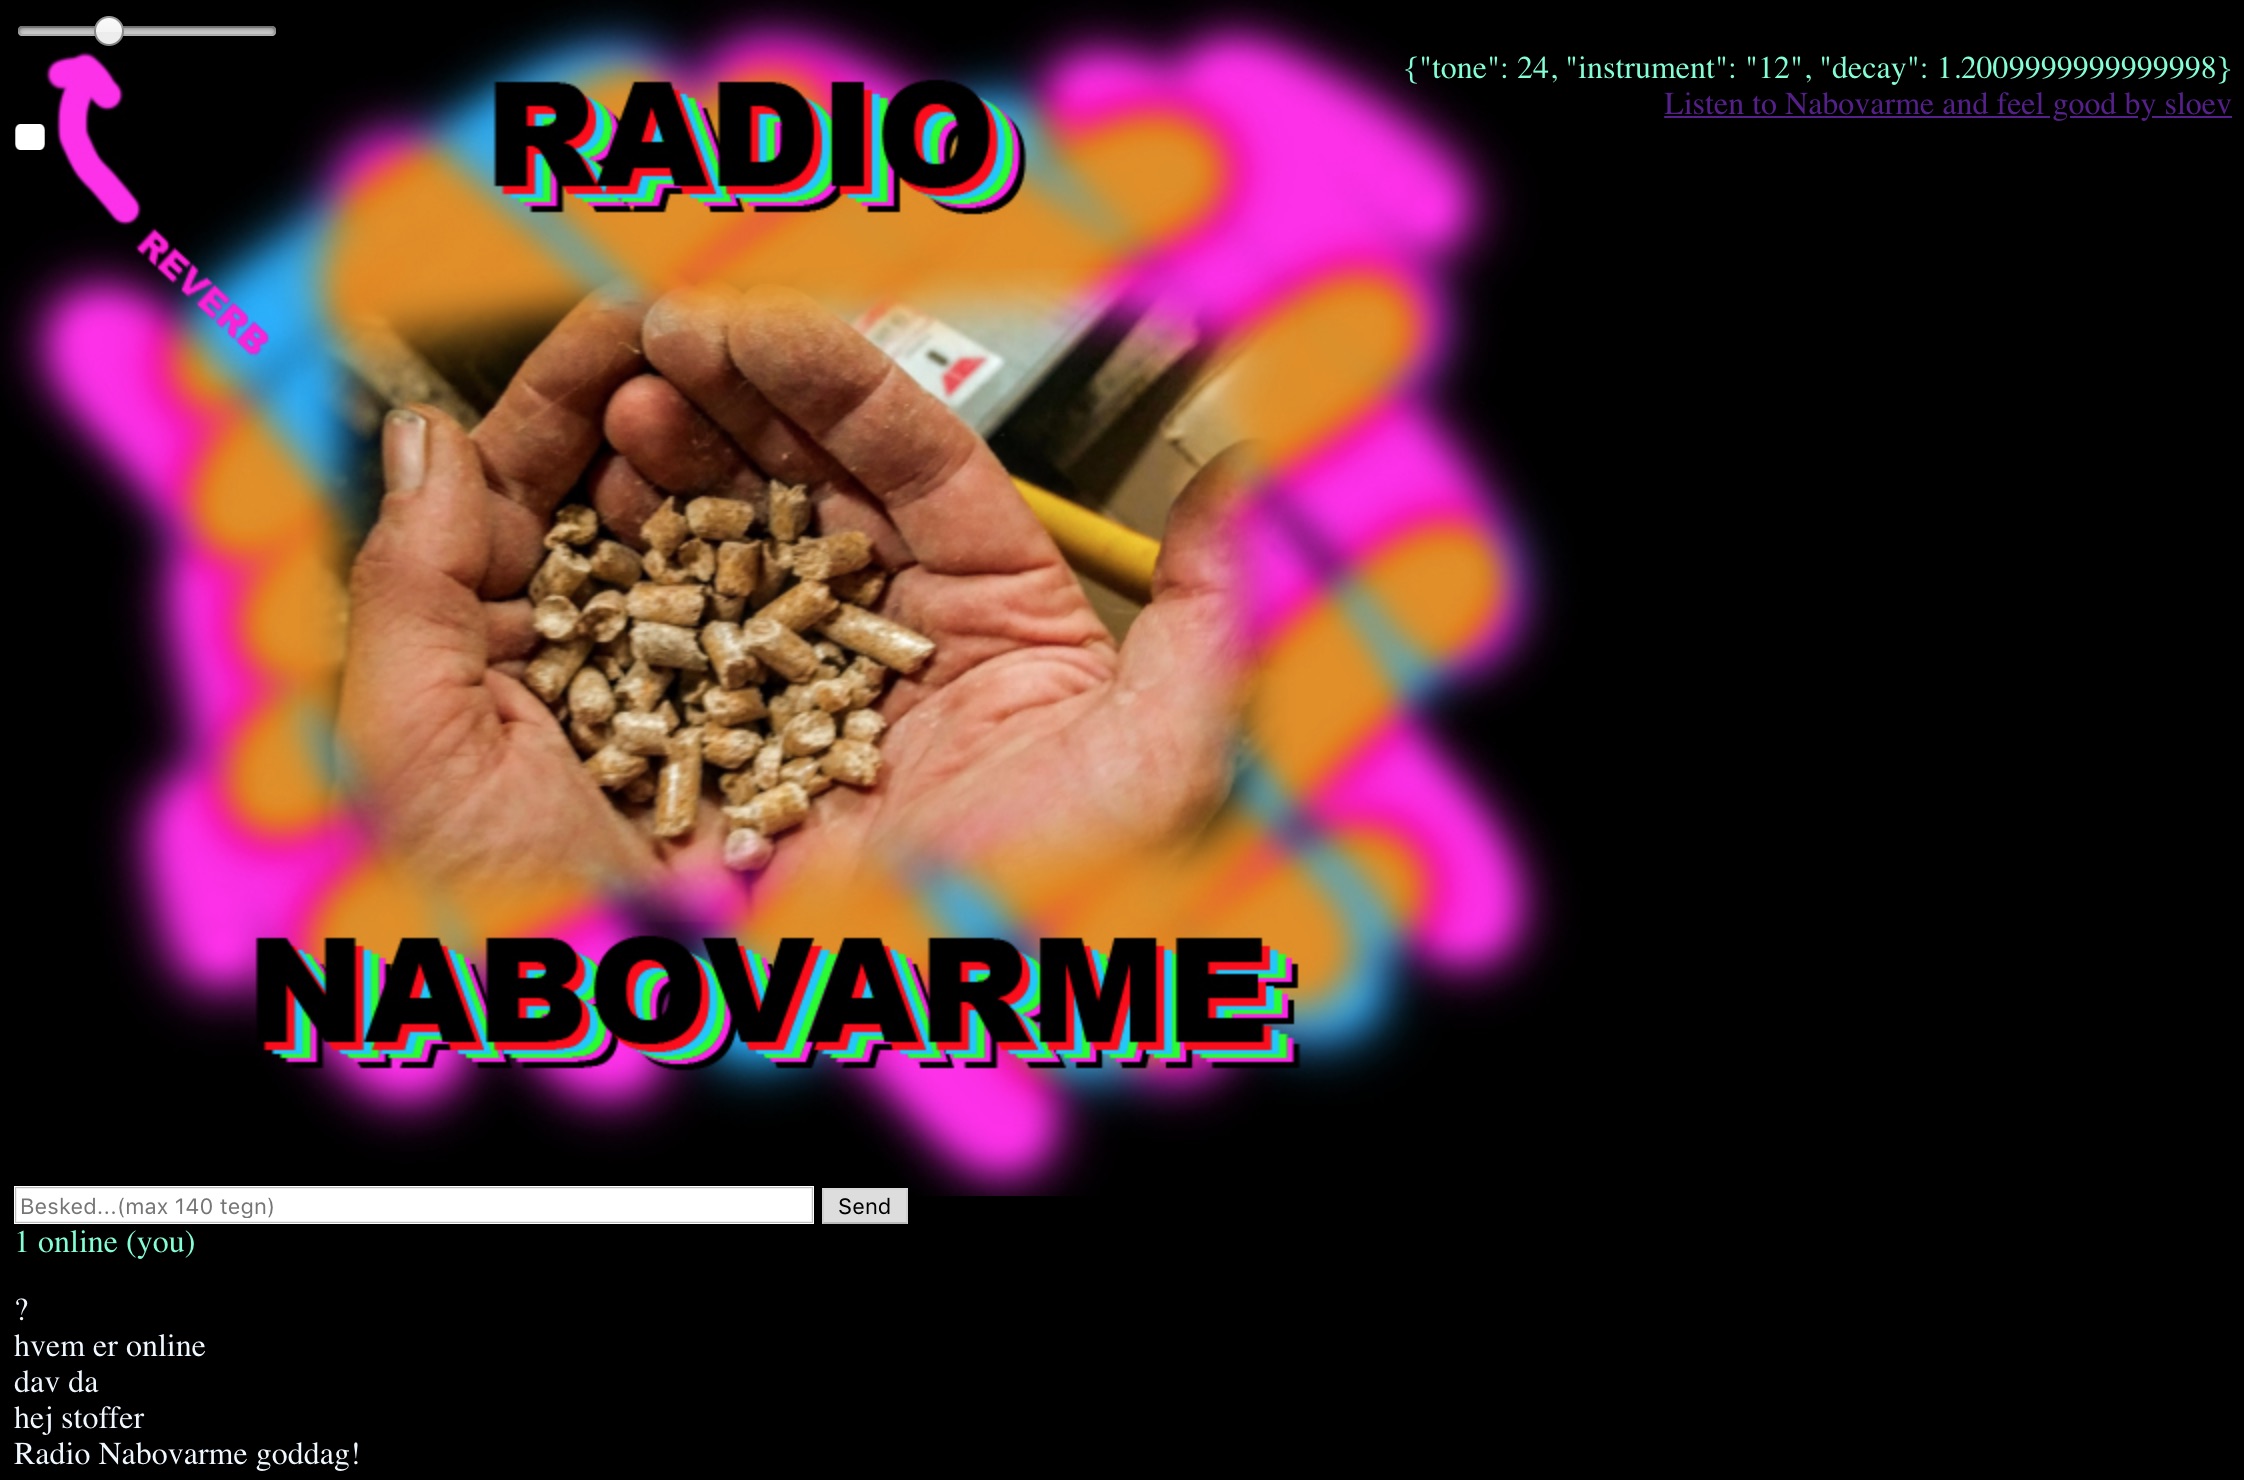 {"tone": 24, "instrument": "12", "decay": 1.2009999999999998}
Listen to Nabovarme and feel good by sloev
RADIO
REVERB
NABOVARME
Besked...(max 140 tegn)
Send
1 online (you)
?
hvem er online
dav da
hej stoffer
Radio Nabovarme goddag!